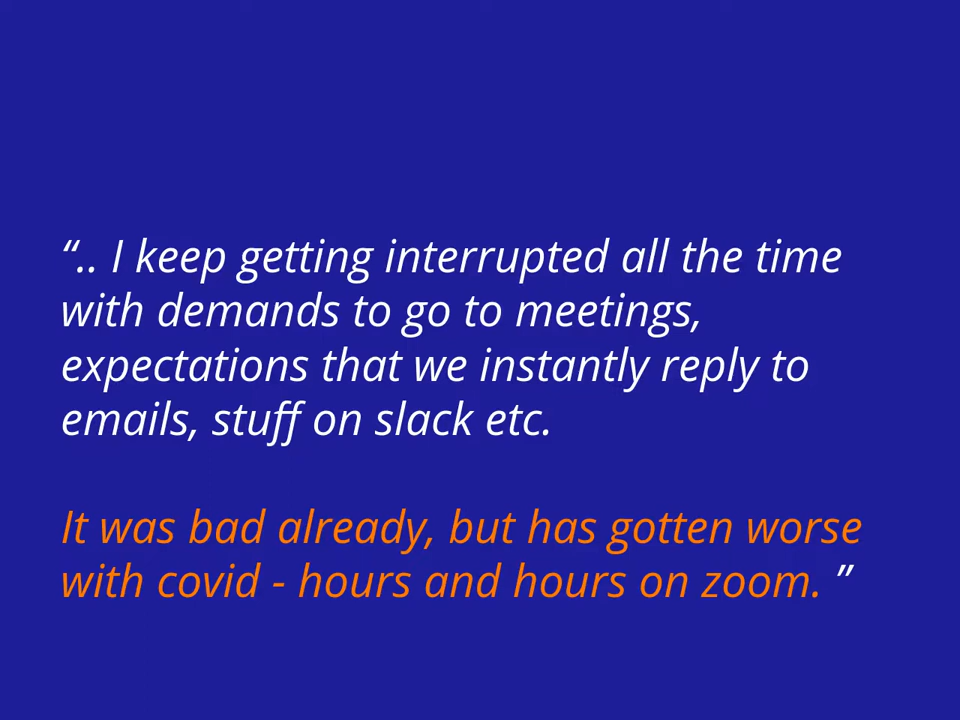 “.. I keep getting interrupted all the time
with demands to go to meetings,
expectations that we instantly reply to
emails, stuff on slack etc.
It was bad already, but has gotten worse
with covid - hours and hours on zoom. ”